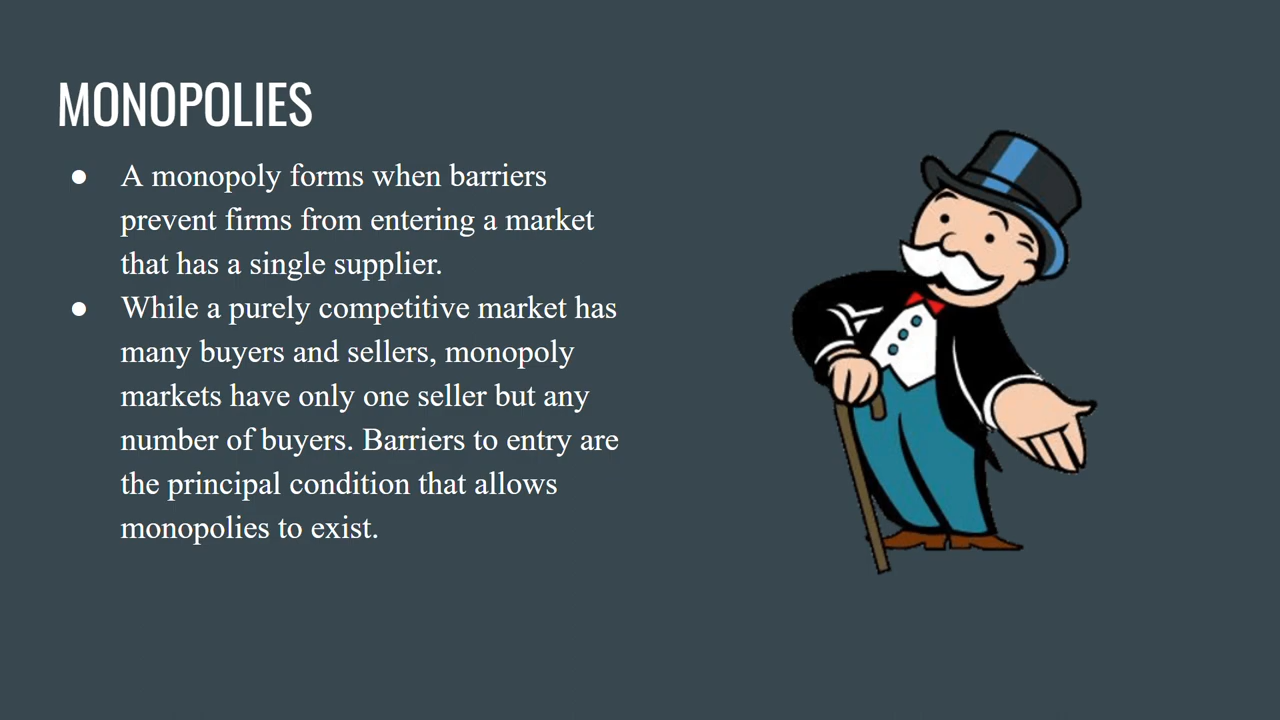 MONOPOLIES
● A monopoly forms when barriers
prevent firms from entering a market
that has a single supplier.
● While a purely competitive market has
many buyers and sellers, monopoly
markets have only one seller but any
number of buyers. Barriers to entry are
the principal condition that allows
monopolies to exist.